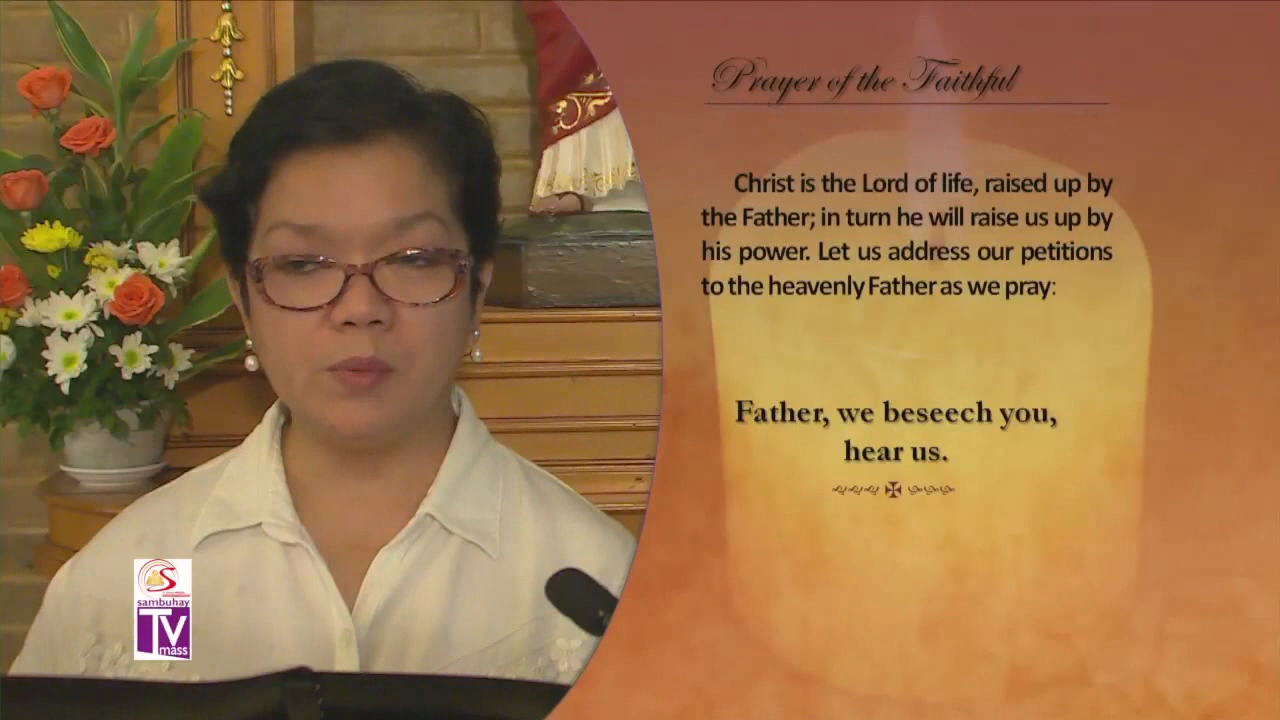 Prayer of the Faithful
Christ is the Lord of life, raised up by
the Father; in turn he will raise us up by
his power. Let us address our petitions
to the heavenly Father as we pray:
Father, we beseech you,
hear us.
S
sambuhay
TV
mass